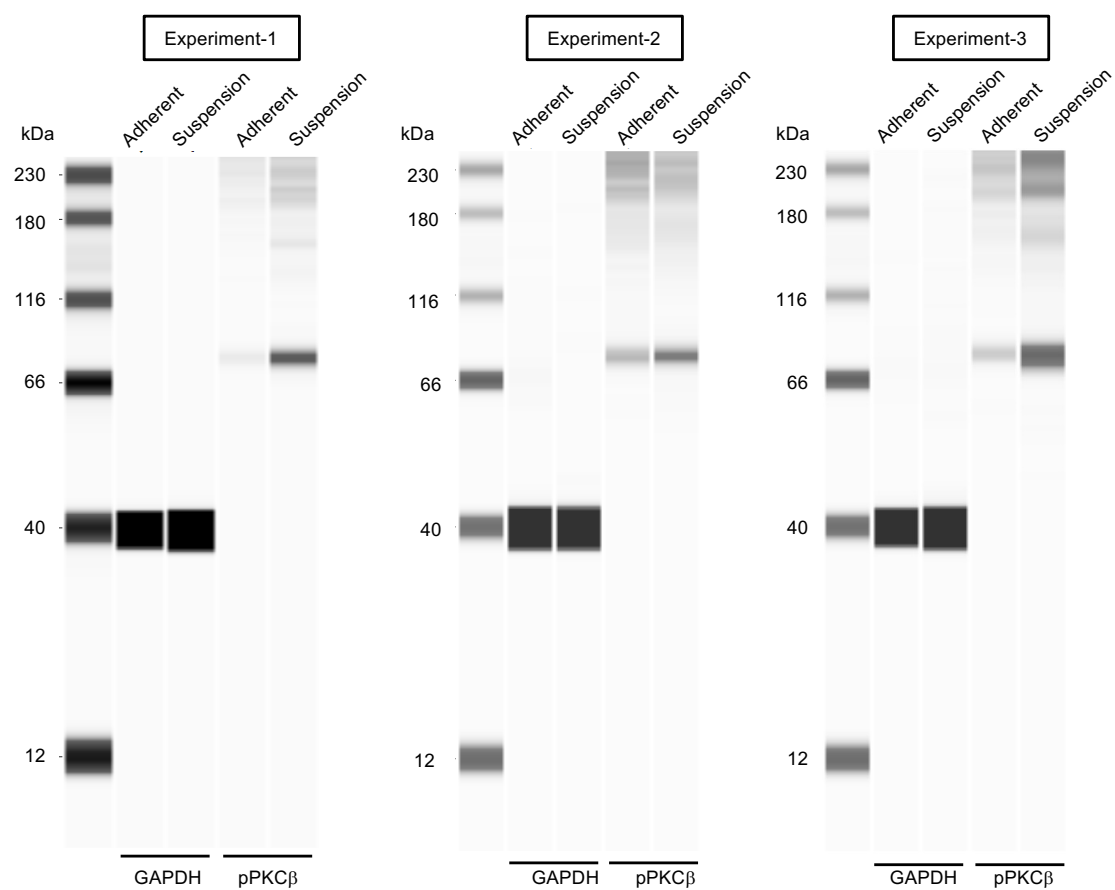 Experiment-1
Adherent
Suspension
Adherent
Suspension
kDa
230
180
116
66
40
12
GAPDH
pPKCβ
Experiment-2
Adherent
Suspension
Adherent
Suspension
kDa
230
180
116
66
40
12
GAPDH
pPKCβ
Experiment-3
Adherent
Suspension
Adherent
Suspension
kDa
230
180
116
66
40
12
GAPDH
pPKCβ